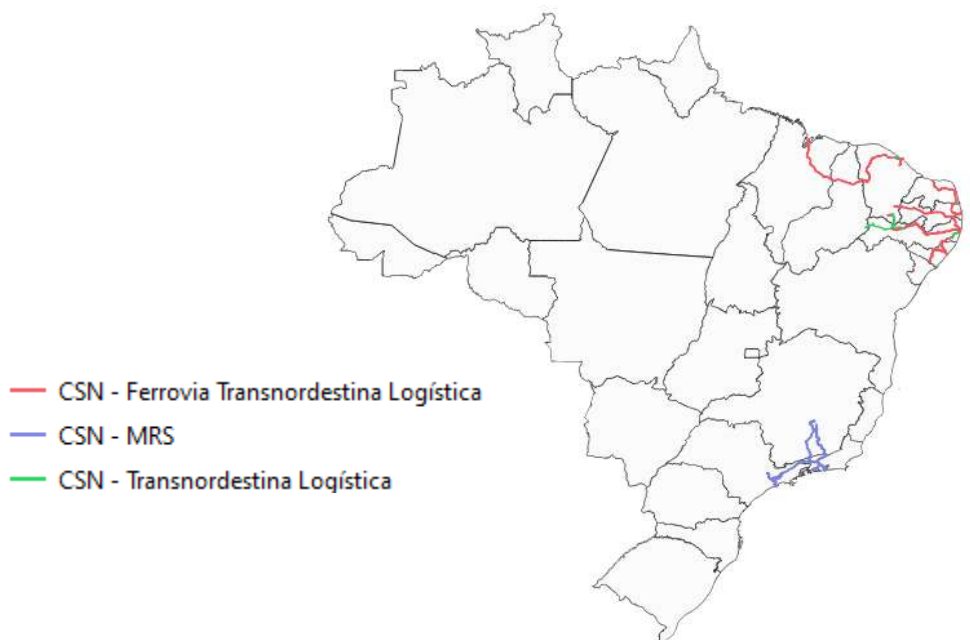 CSN - Ferrovia Transnordestina Logística
CSN - MRS
CSN - Transnordestina Logística